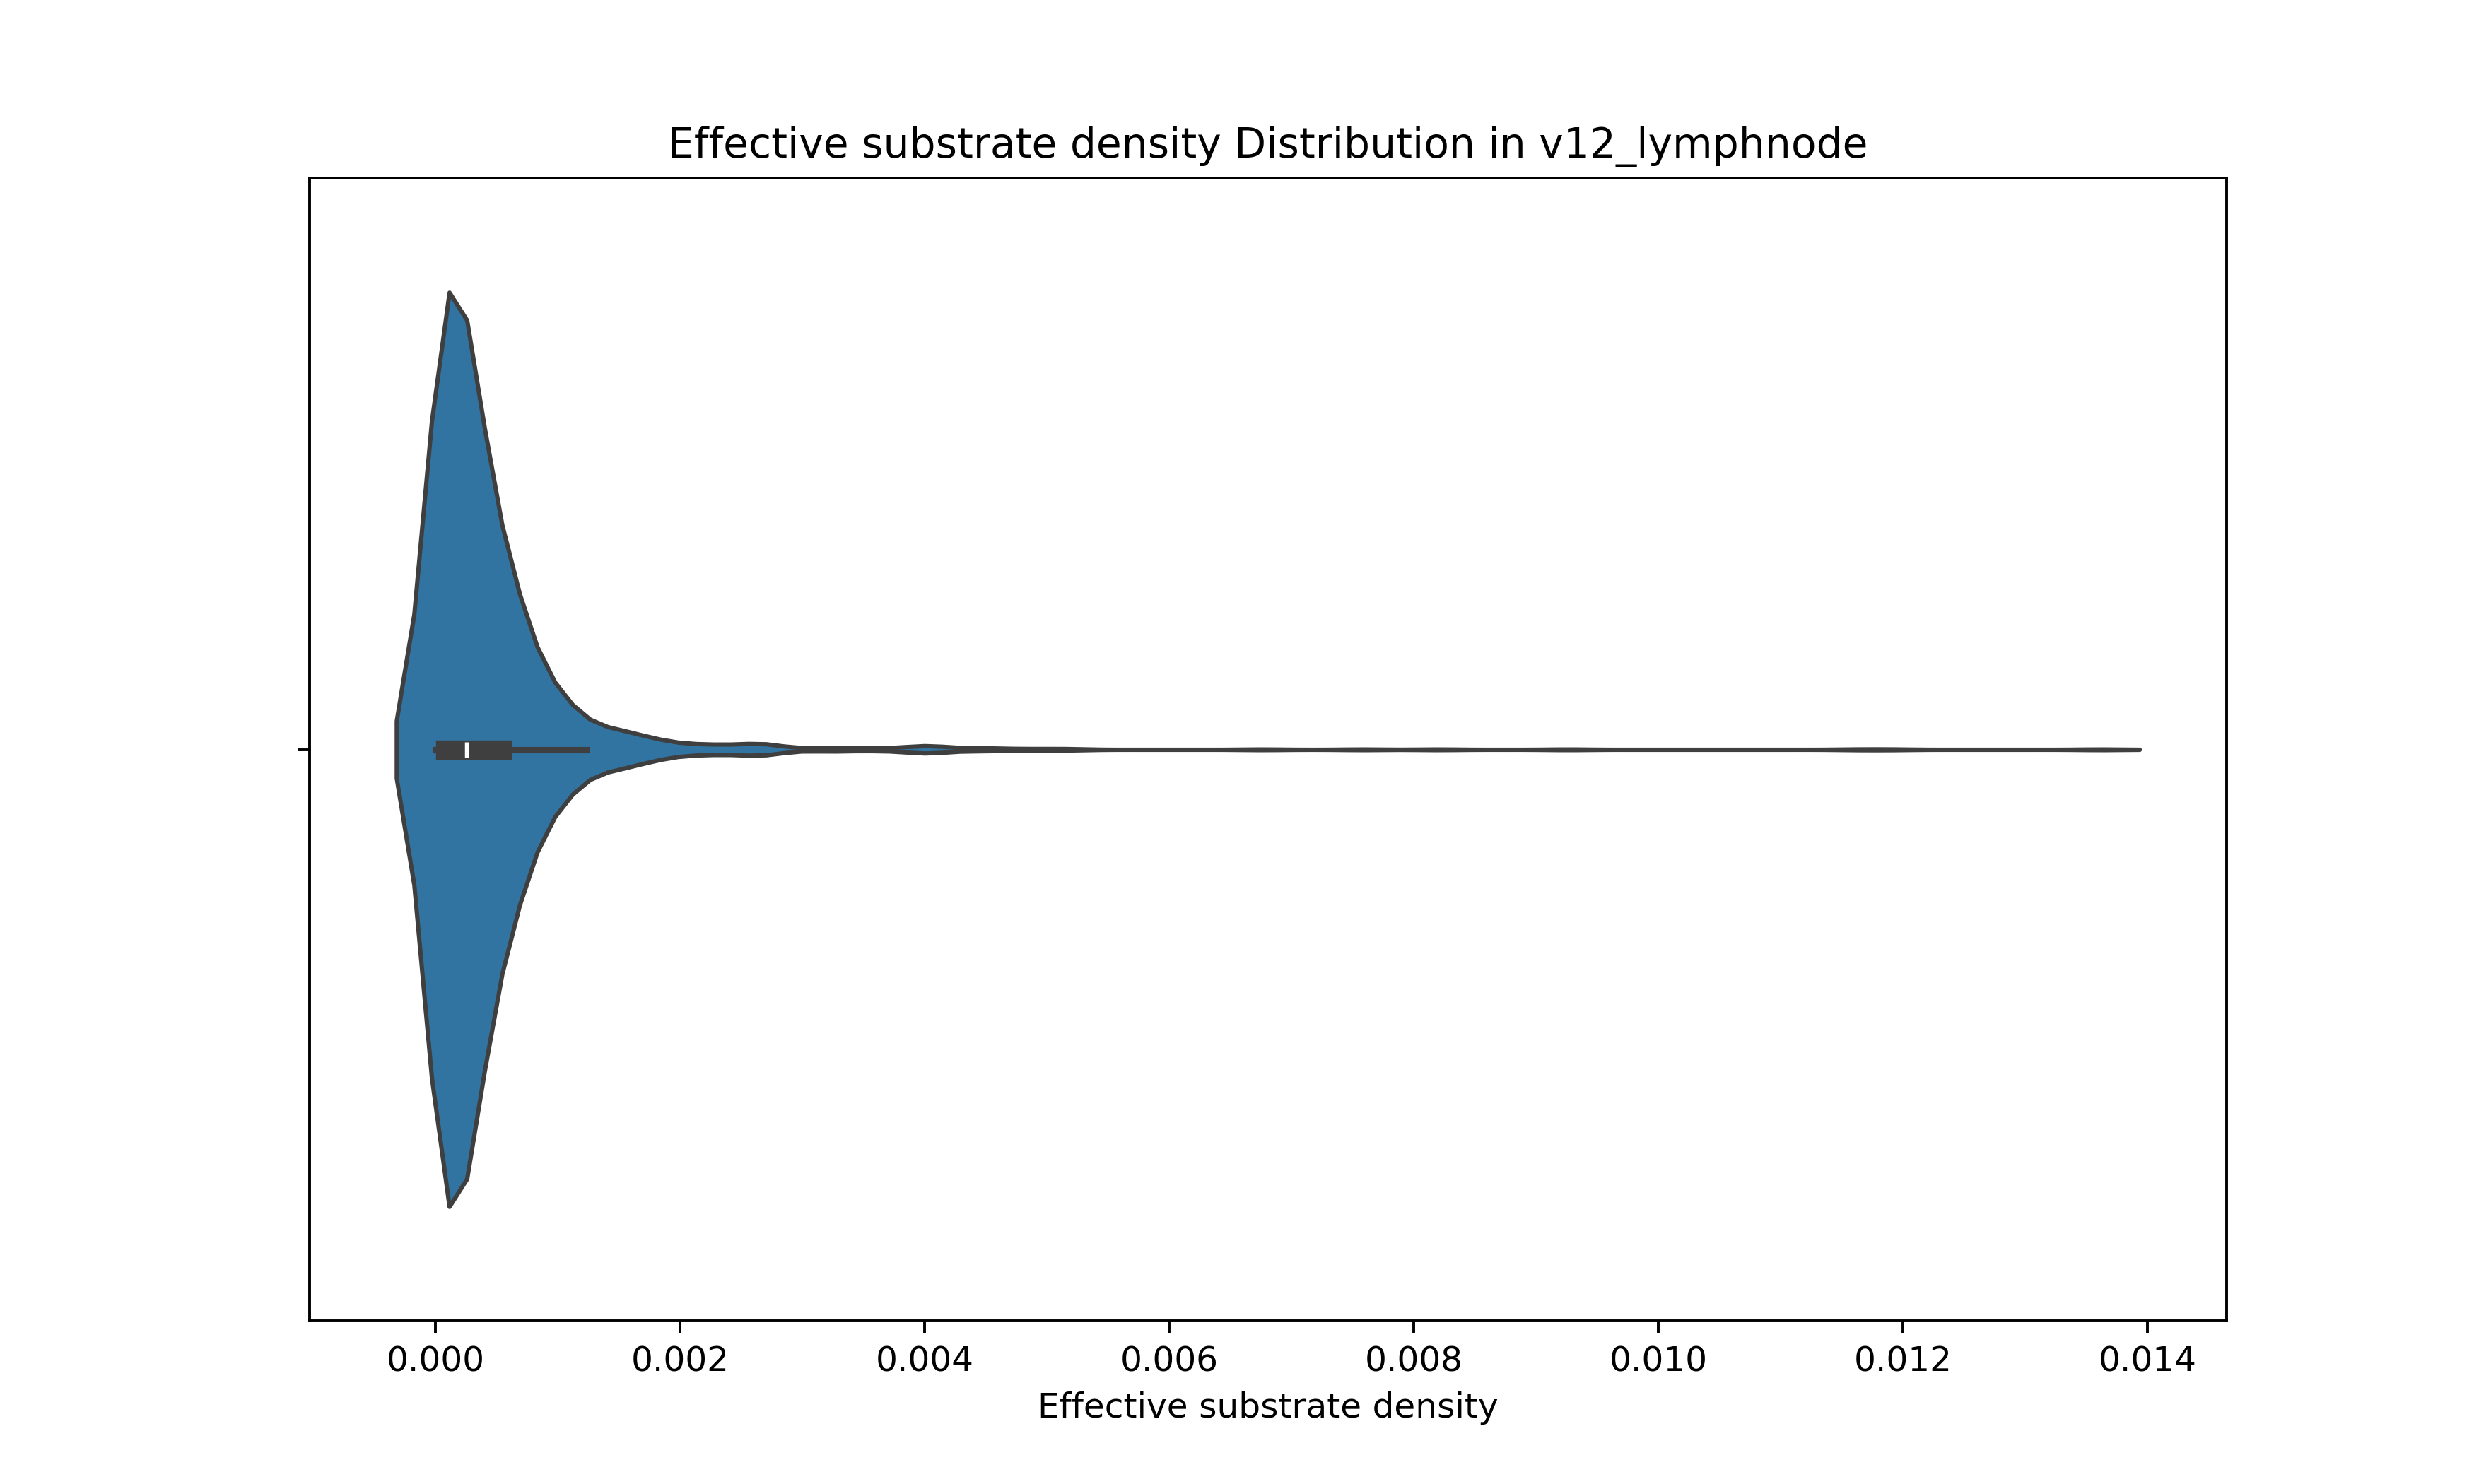 Effective substrate density Distribution in v12_lymphnode
0.000 0.002 0.004 0.006 0.008 0.010 0.012 0.014
Effective substrate density